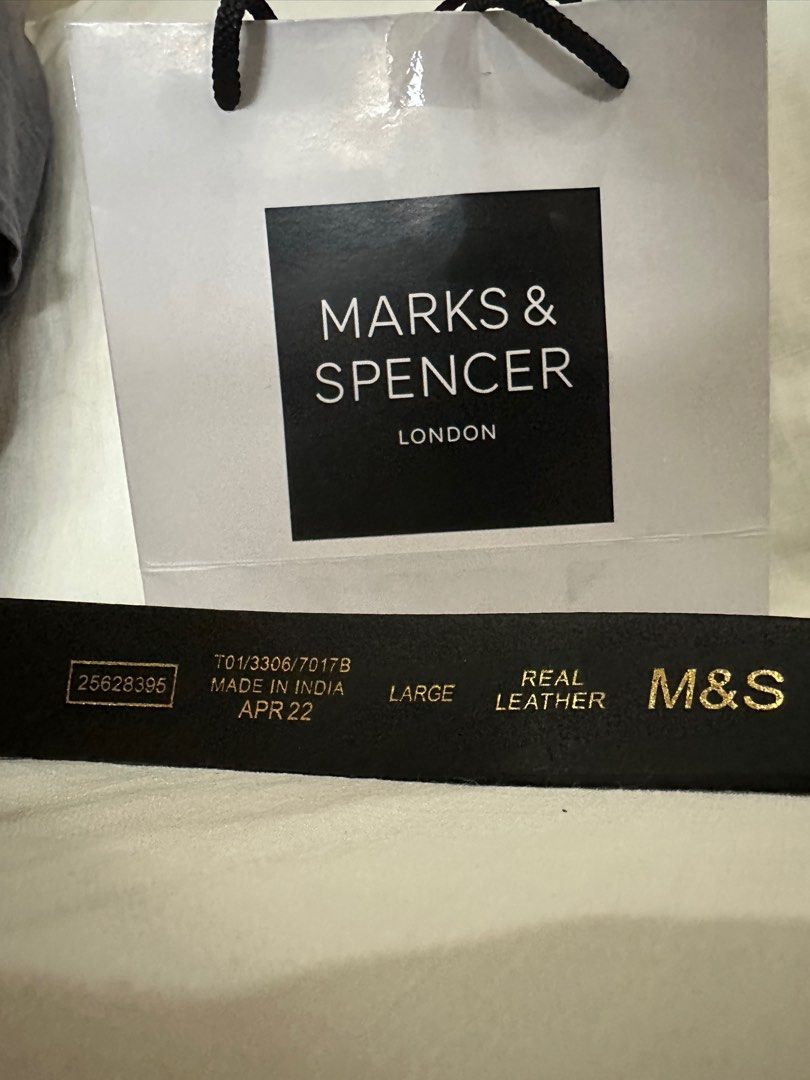 MARKS &
SPENCER
LONDON
25628395
T01/3306/7017B
MADE IN INDIA
APR 22
LARGE
REAL
LEATHER
M&S